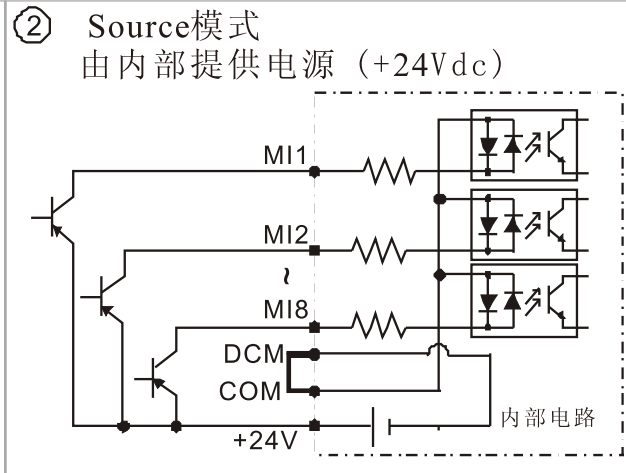 ② Source模式
由内部提供电源（+24Vdc）
MI1
MI2
~
MI8
DCM
COM
+24V
内部电路